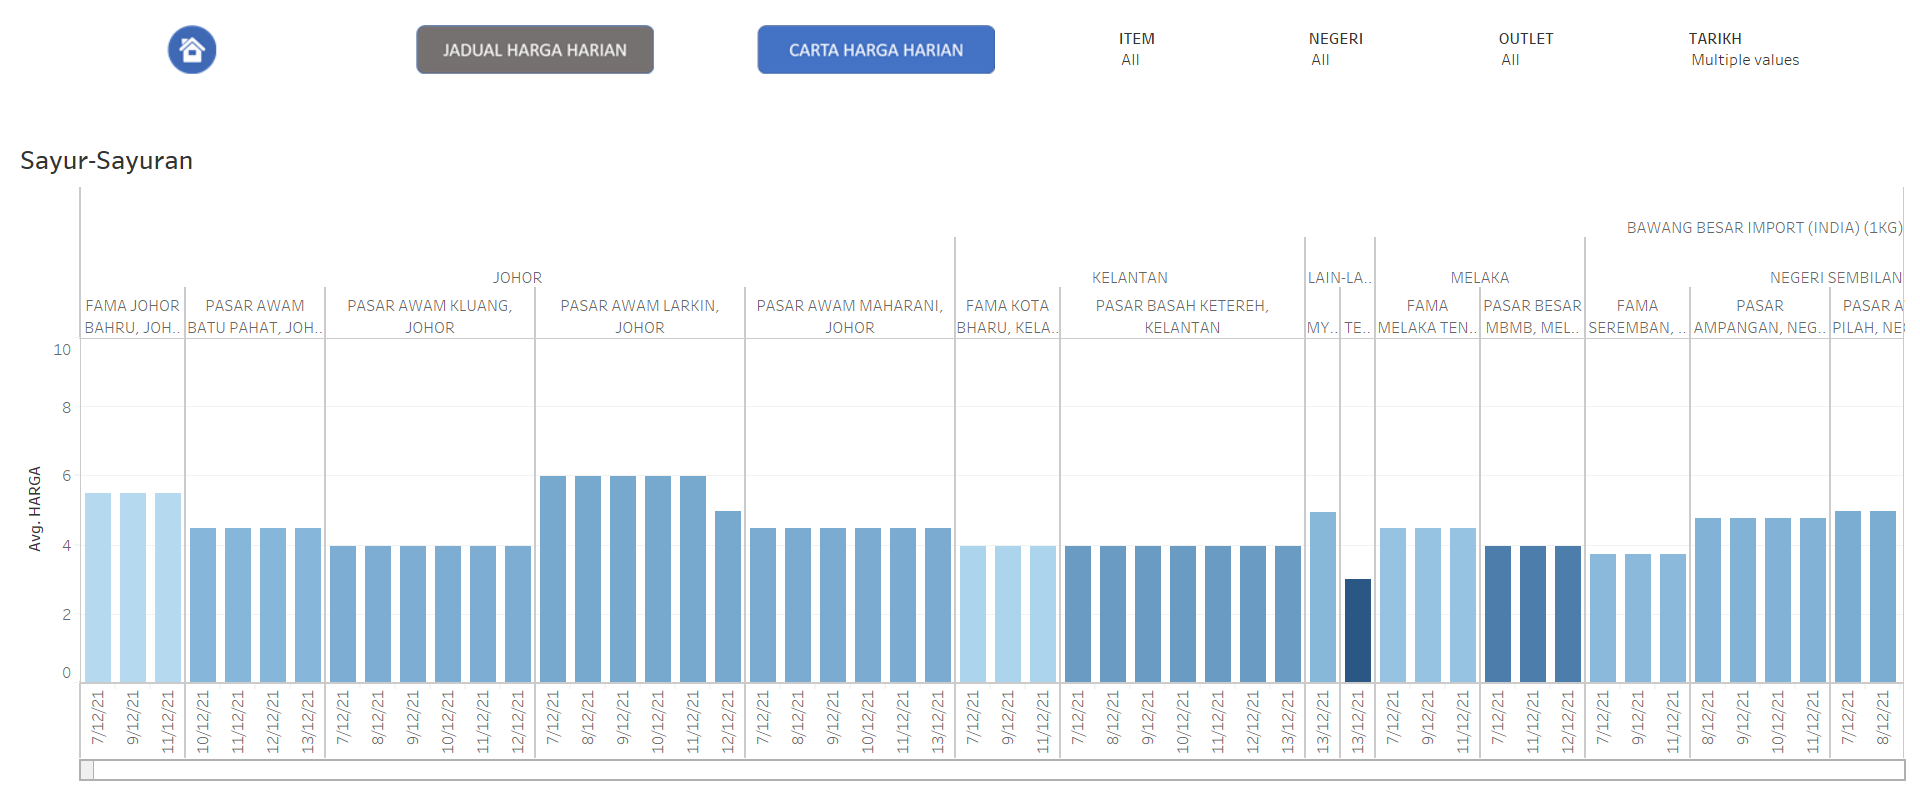 JADUAL HARGA HARIAN
CARTA HARGA HARIAN
ITEM
All
NEGERI
All
OUTLET
All
TARIKH
Multiple values
Sayur-Sayuran
BAWANG BESAR IMPORT (INDIA) (1KG)
JOHOR
KELANTAN
LAIN-LA..
MELAKA
NEGERI SEMBILAN
FAMA JOHOR
BAHRU, JOH..
PASAR AWAM
BATU PAHAT, JOH..
PASAR AWAM KLUANG,
JOHOR
PASAR AWAM LARKIN,
JOHOR
PASAR AWAM MAHARANI,
JOHOR
FAMA KOTA
BHARU, KELA..
PASAR BASAH KETEREH,
KELANTAN
MY..
TE..
FAMA
MELAKA TEN..
PASAR BESAR
MBMB, MEL..
FAMA
SEREMBAN, ..
PASAR
AMPANGAN, NEG..
PASAR A
PILAH, NE
Avg. HARGA
10
8
6
4
2
0
7/12/21
9/12/21
11/12/21
10/12/21
11/12/21
12/12/21
13/12/21
7/12/21
8/12/21
9/12/21
10/12/21
11/12/21
12/12/21
7/12/21
8/12/21
9/12/21
10/12/21
11/12/21
12/12/21
7/12/21
8/12/21
9/12/21
10/12/21
11/12/21
13/12/21
7/12/21
9/12/21
11/12/21
7/12/21
8/12/21
9/12/21
10/12/21
11/12/21
12/12/21
13/12/21
13/12/21
13/12/21
7/12/21
9/12/21
11/12/21
7/12/21
11/12/21
12/12/21
7/12/21
9/12/21
11/12/21
8/12/21
9/12/21
10/12/21
11/12/21
7/12/21
8/12/21